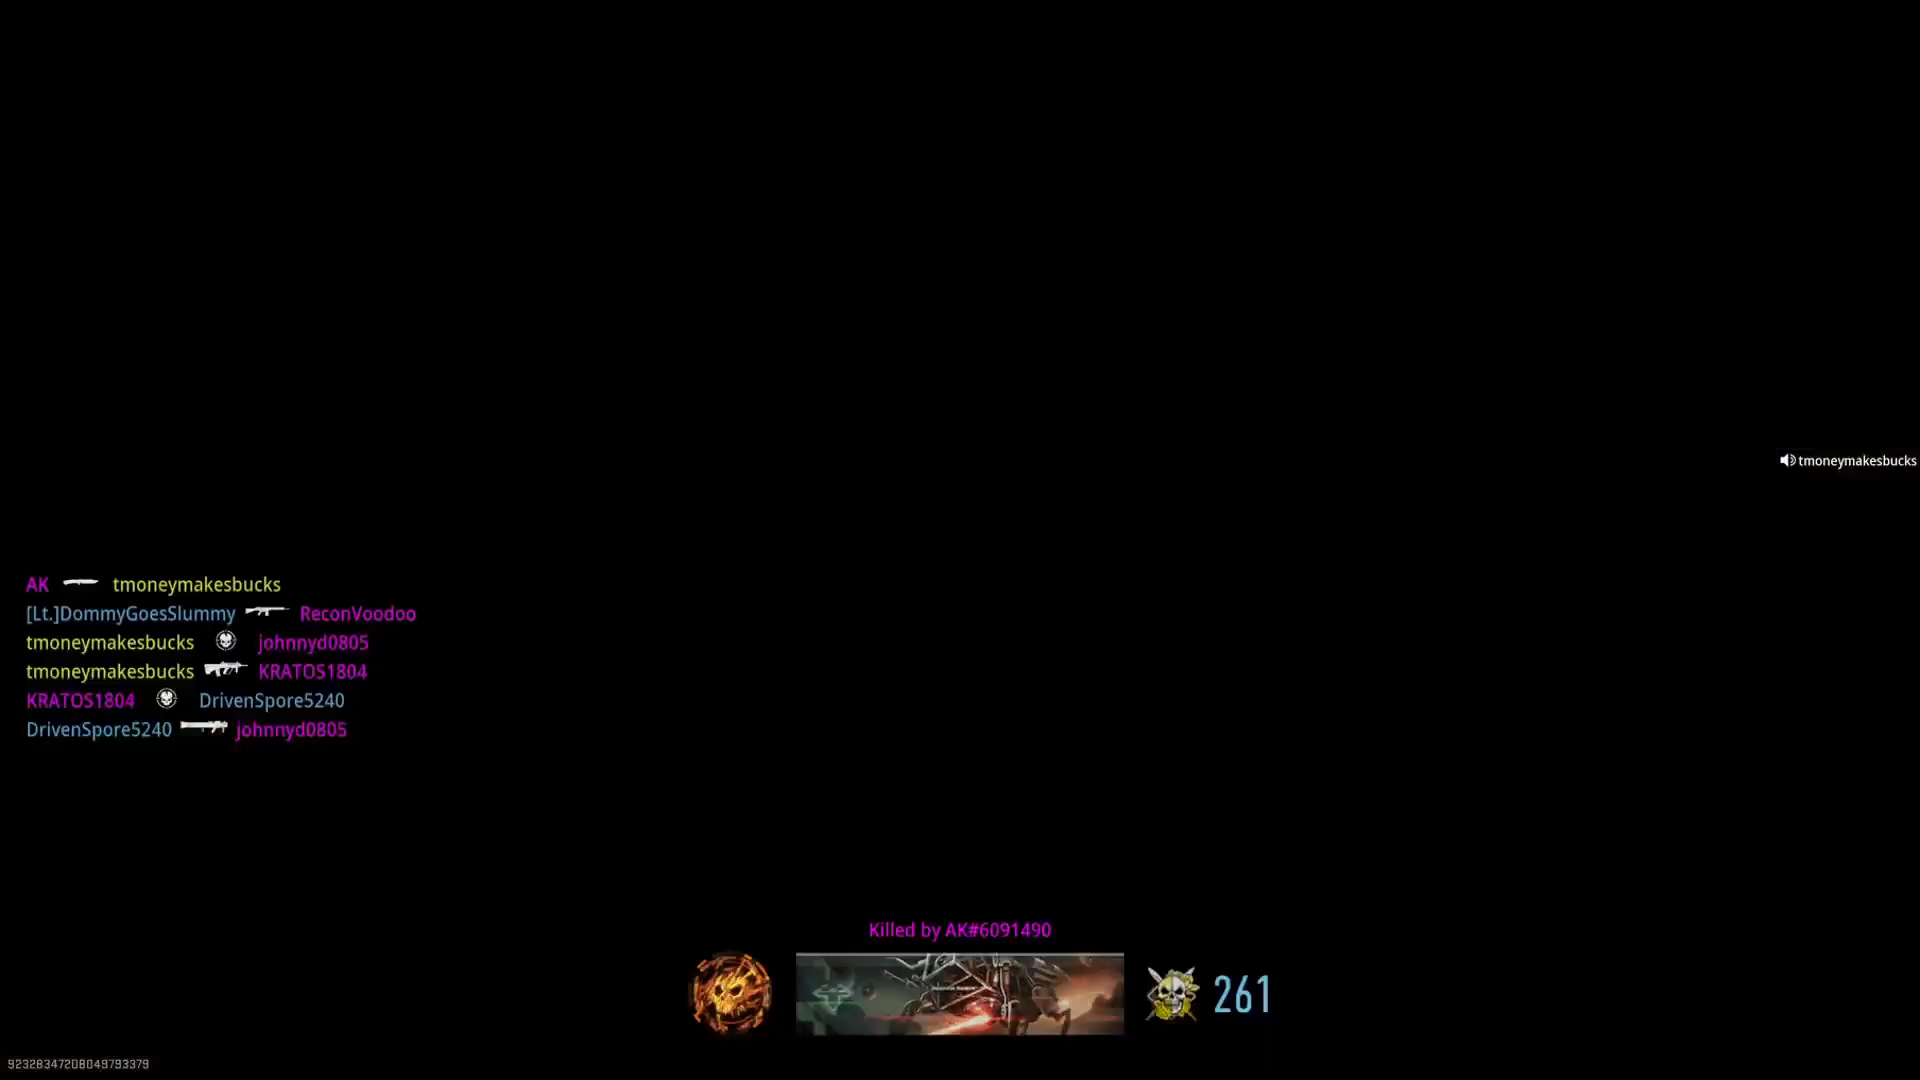 tmoneymakesbucks
AK tmoneymakesbucks
[Lt.]DommyGoesSlummy ReconVoodoo
tmoneymakesbucks johnnyd0805
tmoneymakesbucks KRATOS1804
KRATOS1804 DrivenSpore5240
DrivenSpore5240 johnnyd0805
Killed by AK#6091490
261
92328347208049793379